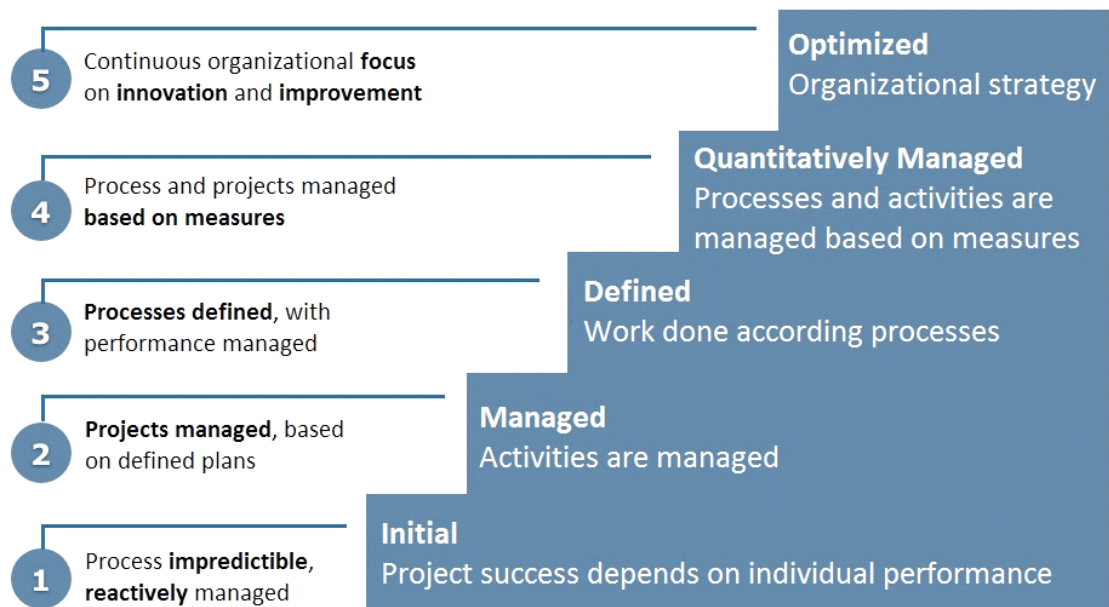 5
Continuous organizational focus
on innovation and improvement
Optimized
Organizational strategy
4
Process and projects managed
based on measures
Quantitatively Managed
Processes and activities are
managed based on measures
3
Processes defined, with
performance managed
Defined
Work done according processes
2
Projects managed, based
on defined plans
Managed
Activities are managed
1
Process impredictible,
reactively managed
Initial
Project success depends on individual performance